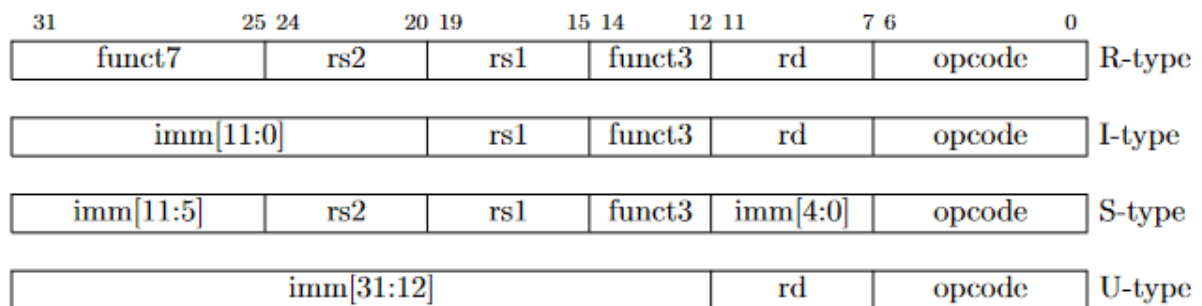 31 25 24 20 19 15 14 12 11 7 6 0
funct7 rs2 rs1 funct3 rd opcode R-type
imm[11:0] rs1 funct3 rd opcode I-type
imm[11:5] rs2 rs1 funct3 imm[4:0] opcode S-type
imm[31:12] rd opcode U-type